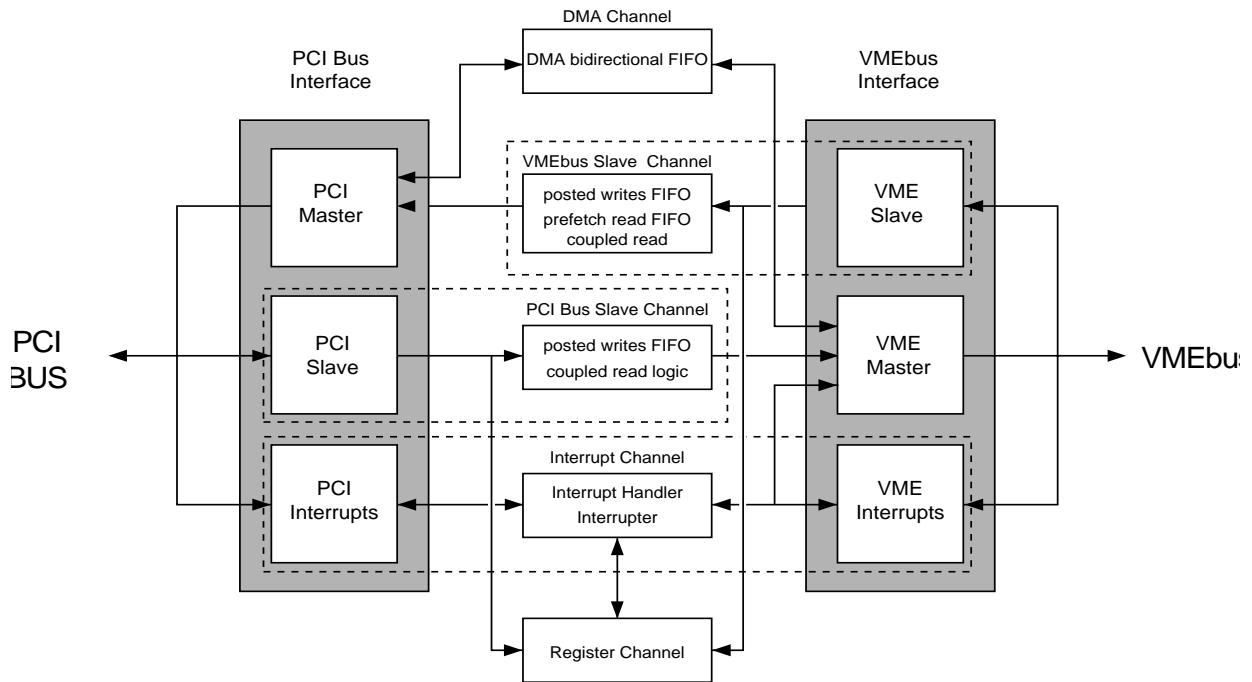 DMA Channel
DMA bidirectional FIFO
PCI Bus
Interface
VMEbus
Interface
VMEbus Slave Channel
posted writes FIFO
prefetch read FIFO
coupled read
PCI
Master
VME
Slave
PCI Bus Slave Channel
PCI
BUS
PCI
Slave
posted writes FIFO
coupled read logic
VME
Master
VMEbus
Interrupt Channel
PCI
Interrupts
Interrupt Handler
Interrupter
VME
Interrupts
Register Channel